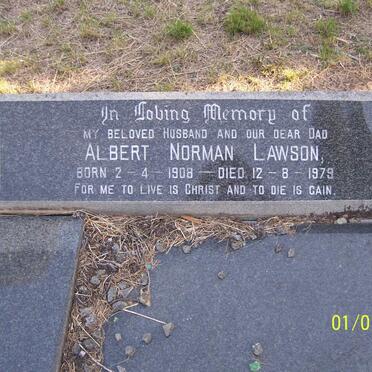 In Loving Memory of
MY BELOVED HUSBAND AND OUR DEAR DAD
ALBERT NORMAN LAWSON,
BORN 2-4-1908 — DIED 12-8-1979
FOR ME TO LIVE IS CHRIST AND TO DIE IS GAIN.
01/0